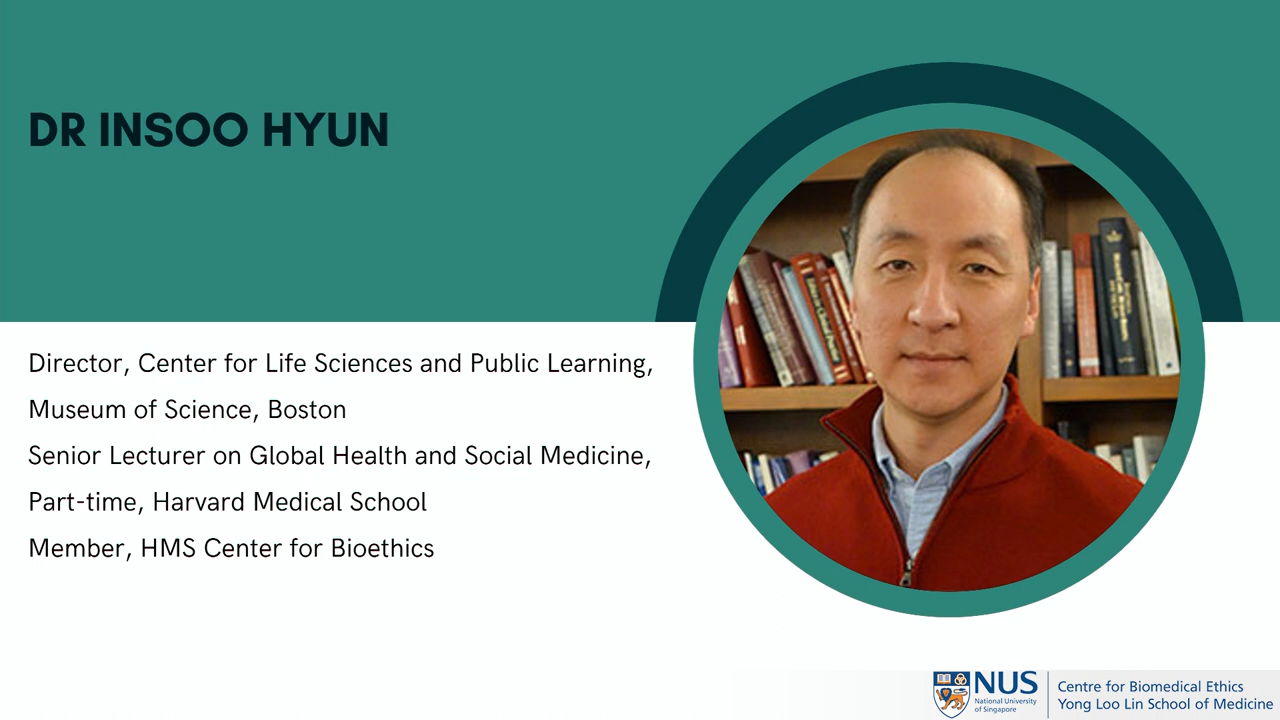 DR INSOO HYUN
Director, Center for Life Sciences and Public Learning,
Museum of Science, Boston
Senior Lecturer on Global Health and Social Medicine,
Part-time, Harvard Medical School
Member, HMS Center for Bioethics
NUS
National University
of Singapore
Centre for Biomedical Ethics
Yong Loo Lin School of Medicine